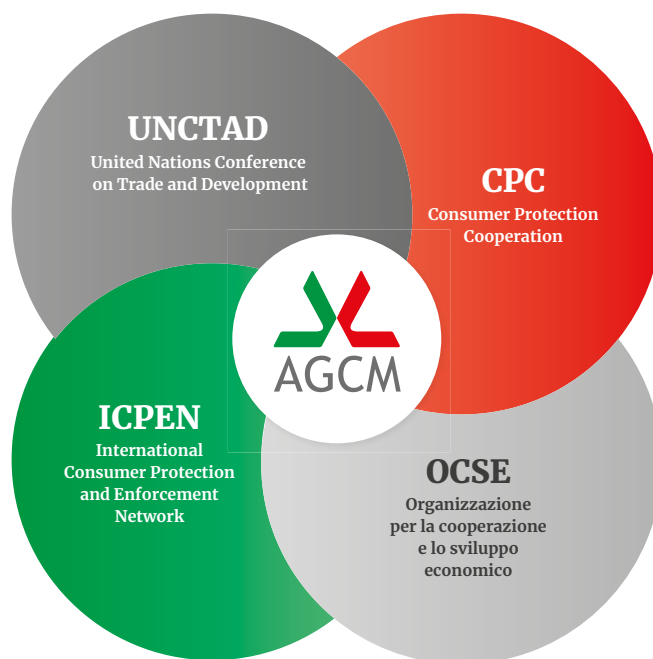 UNCTAD
United Nations Conference
on Trade and Development
CPC
Consumer Protection
Cooperation
AGCM
ICPEN
International
Consumer Protection
and Enforcement
Network
OCSE
Organizzazione
per la cooperazione
e lo sviluppo
economico